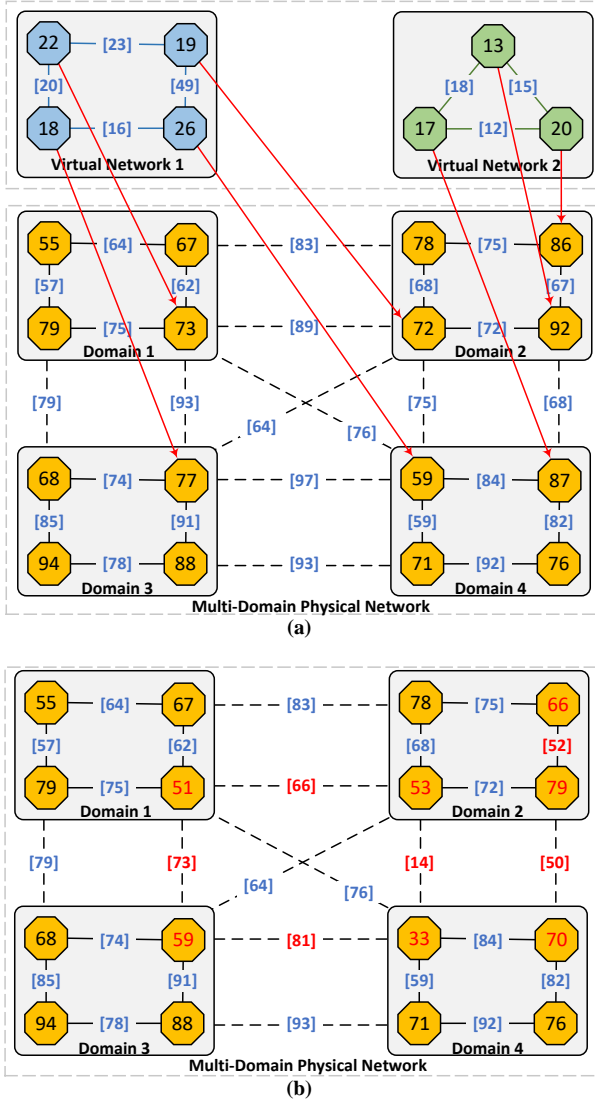 22 [23] 19
[20] [49]
18 [16] 26
Virtual Network 1
13
[18] [15]
17 [12] 20
Virtual Network 2
55 [64] 67 [83] 78 [75] 86
[57] [62] [68] [67]
79 [75] 73 [89] 72 [72] 92
Domain 1 Domain 2
[79] [93] [64] [76] [75] [68]
68 [74] 77 [97] 59 [84] 87
[85] [91] [59] [82]
94 [78] 88 [93] 71 [92] 76
Domain 3 Domain 4
Multi-Domain Physical Network
(a)
55 [64] 67 [83] 78 [75] 66
[57] [62] [68] [52]
79 [75] 51 [66] 53 [72] 79
Domain 1 Domain 2
[79] [73] [64] [76] [14] [50]
68 [74] 59 [81] 33 [84] 70
[85] [91] [59] [82]
94 [78] 88 [93] 71 [92] 76
Domain 3 Domain 4
Multi-Domain Physical Network
(b)